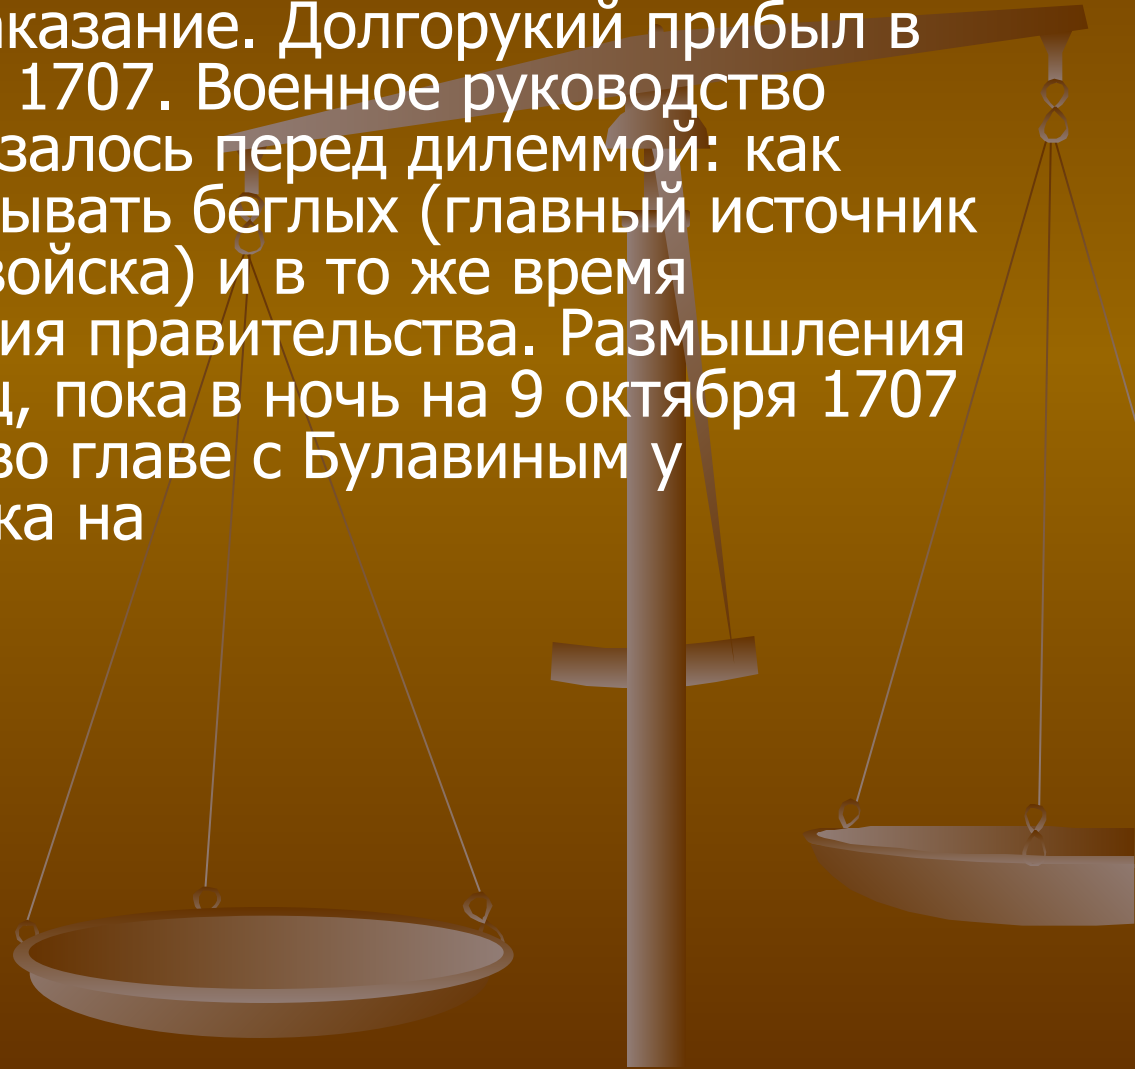 аказание. Долгорукий прибыл в
1707. Военное руководство
залось перед дилеммой: как
ывать беглых (главный источник
войска) и в то же время
ия правительства. Размышления
ц, пока в ночь на 9 октября 1707
во главе с Булавиным у
ка на